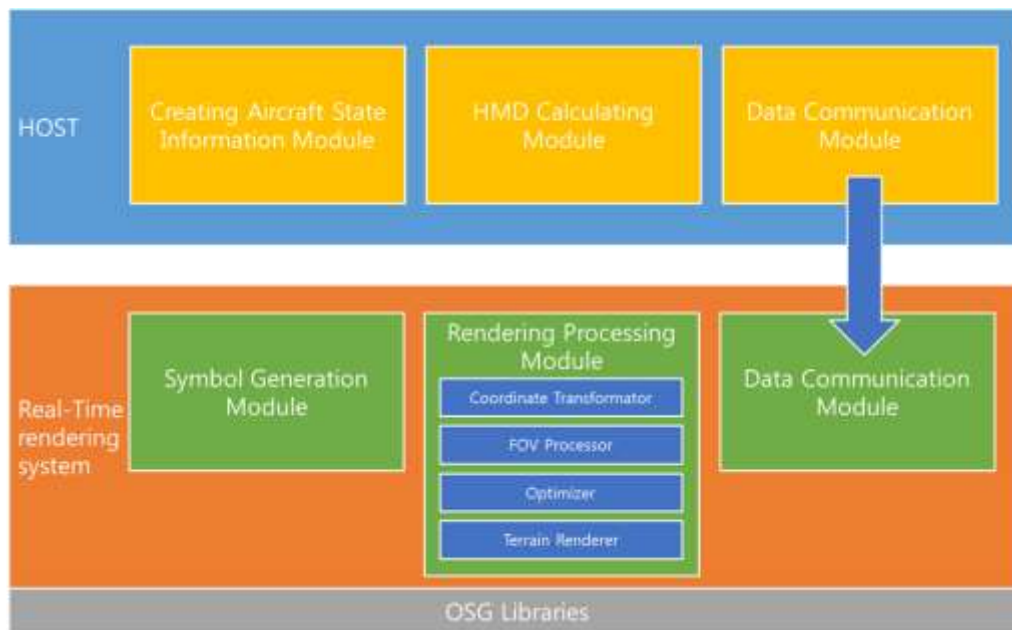 HOST
Creating Aircraft State
Information Module
HMD Calculating
Module
Data Communication
Module
Real-Time
rendering
system
Symbol Generation
Module
Rendering Processing
Module
Coordinate Transformator
FOV Processor
Optimizer
Terrain Renderer
Data Communication
Module
OSG Libraries